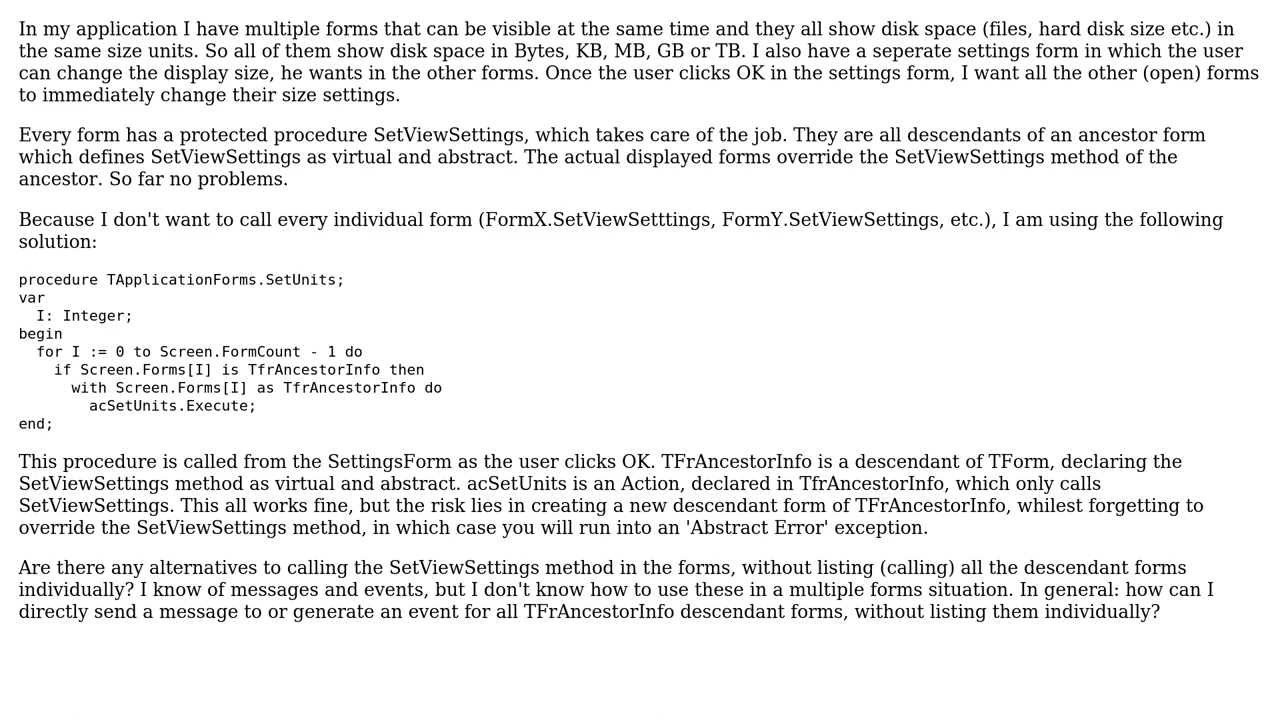 In my application I have multiple forms that can be visible at the same time and they all show disk space (files, hard disk size etc.) in
the same size units. So all of them show disk space in Bytes, KB, MB, GB or TB. I also have a seperate settings form in which the user
can change the display size, he wants in the other forms. Once the user clicks OK in the settings form, I want all the other (open) forms
to immediately change their size settings.
Every form has a protected procedure SetViewSettings, which takes care of the job. They are all descendants of an ancestor form
which defines SetViewSettings as virtual and abstract. The actual displayed forms override the SetViewSettings method of the
ancestor. So far no problems.
Because I don't want to call every individual form (FormX.SetViewSetttings, FormY.SetViewSettings, etc.), I am using the following
solution:
procedure TApplicationForms.SetUnits;
var
  I: Integer;
begin
  for I := 0 to Screen.FormCount - 1 do
    if Screen.Forms[I] is TfrAncestorInfo then
      with Screen.Forms[I] as TfrAncestorInfo do
        acSetUnits.Execute;
end;
This procedure is called from the SettingsForm as the user clicks OK. TFrAncestorInfo is a descendant of TForm, declaring the
SetViewSettings method as virtual and abstract. acSetUnits is an Action, declared in TfrAncestorInfo, which only calls
SetViewSettings. This all works fine, but the risk lies in creating a new descendant form of TFrAncestorInfo, whilest forgetting to
override the SetViewSettings method, in which case you will run into an 'Abstract Error' exception.
Are there any alternatives to calling the SetViewSettings method in the forms, without listing (calling) all the descendant forms
individually? I know of messages and events, but I don't know how to use these in a multiple forms situation. In general: how can I
directly send a message to or generate an event for all TFrAncestorInfo descendant forms, without listing them individually?